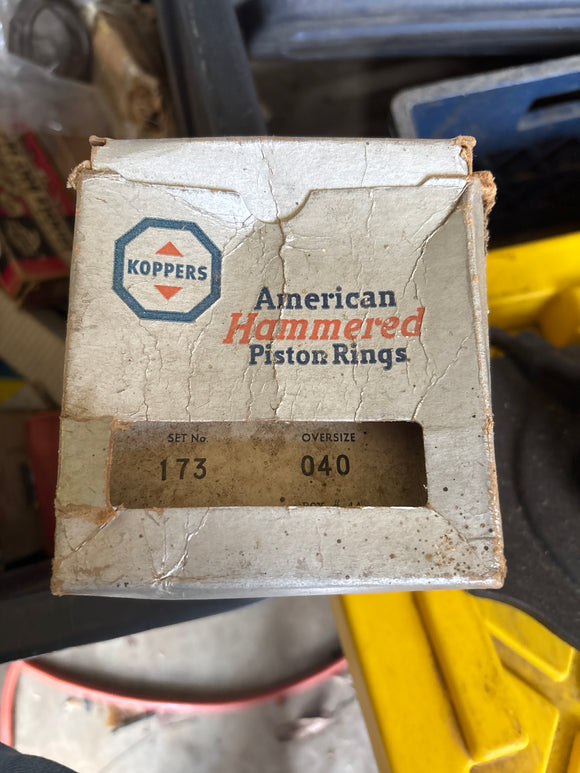 KOPPERS
American
Hammered
Piston Rings
SET No.
OVERSIZE
173
040